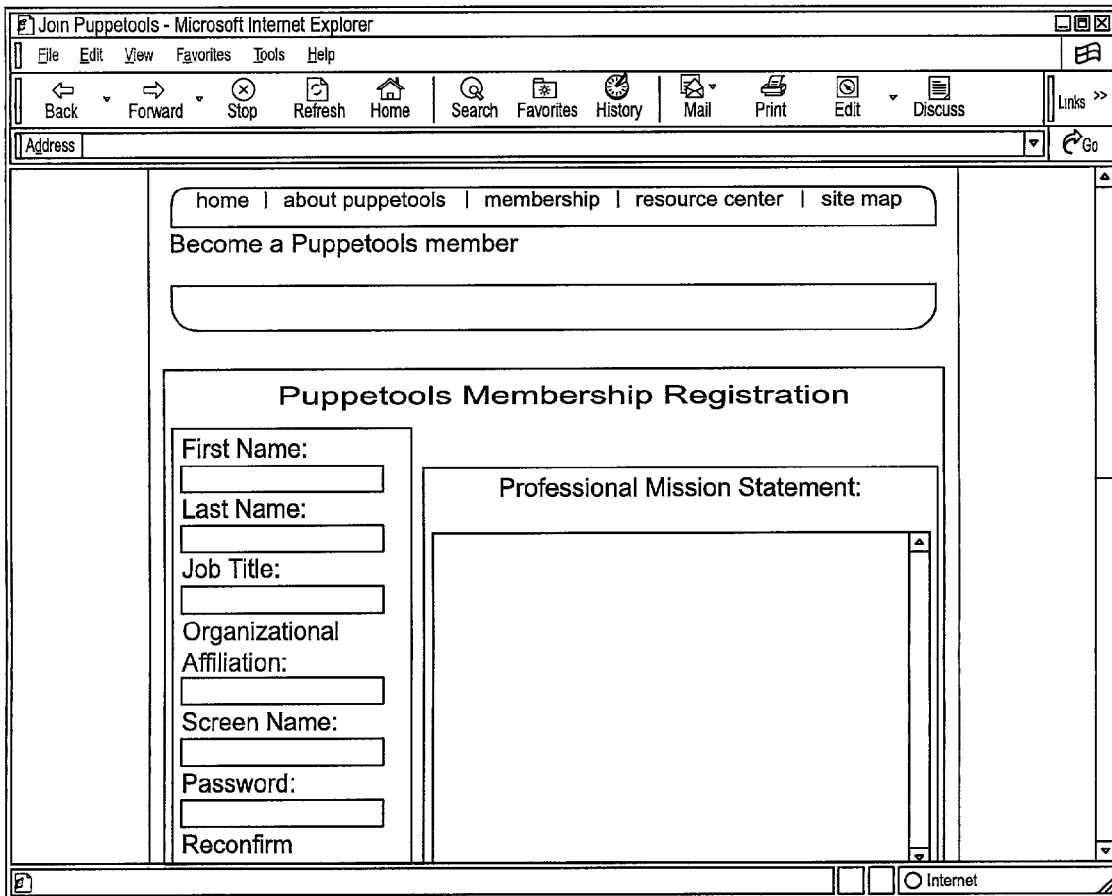 Join Puppetools - Microsoft Internet Explorer
File Edit View Favorites Tools Help
Back Forward Stop Refresh Home Search Favorites History Mail Print Edit Discuss Links >>
Address Go
home | about puppetools | membership | resource center | site map
Become a Puppetools member
Puppetools Membership Registration
First Name:
Last Name:
Job Title:
Organizational
Affiliation:
Screen Name:
Password:
Reconfirm
Professional Mission Statement:
Internet